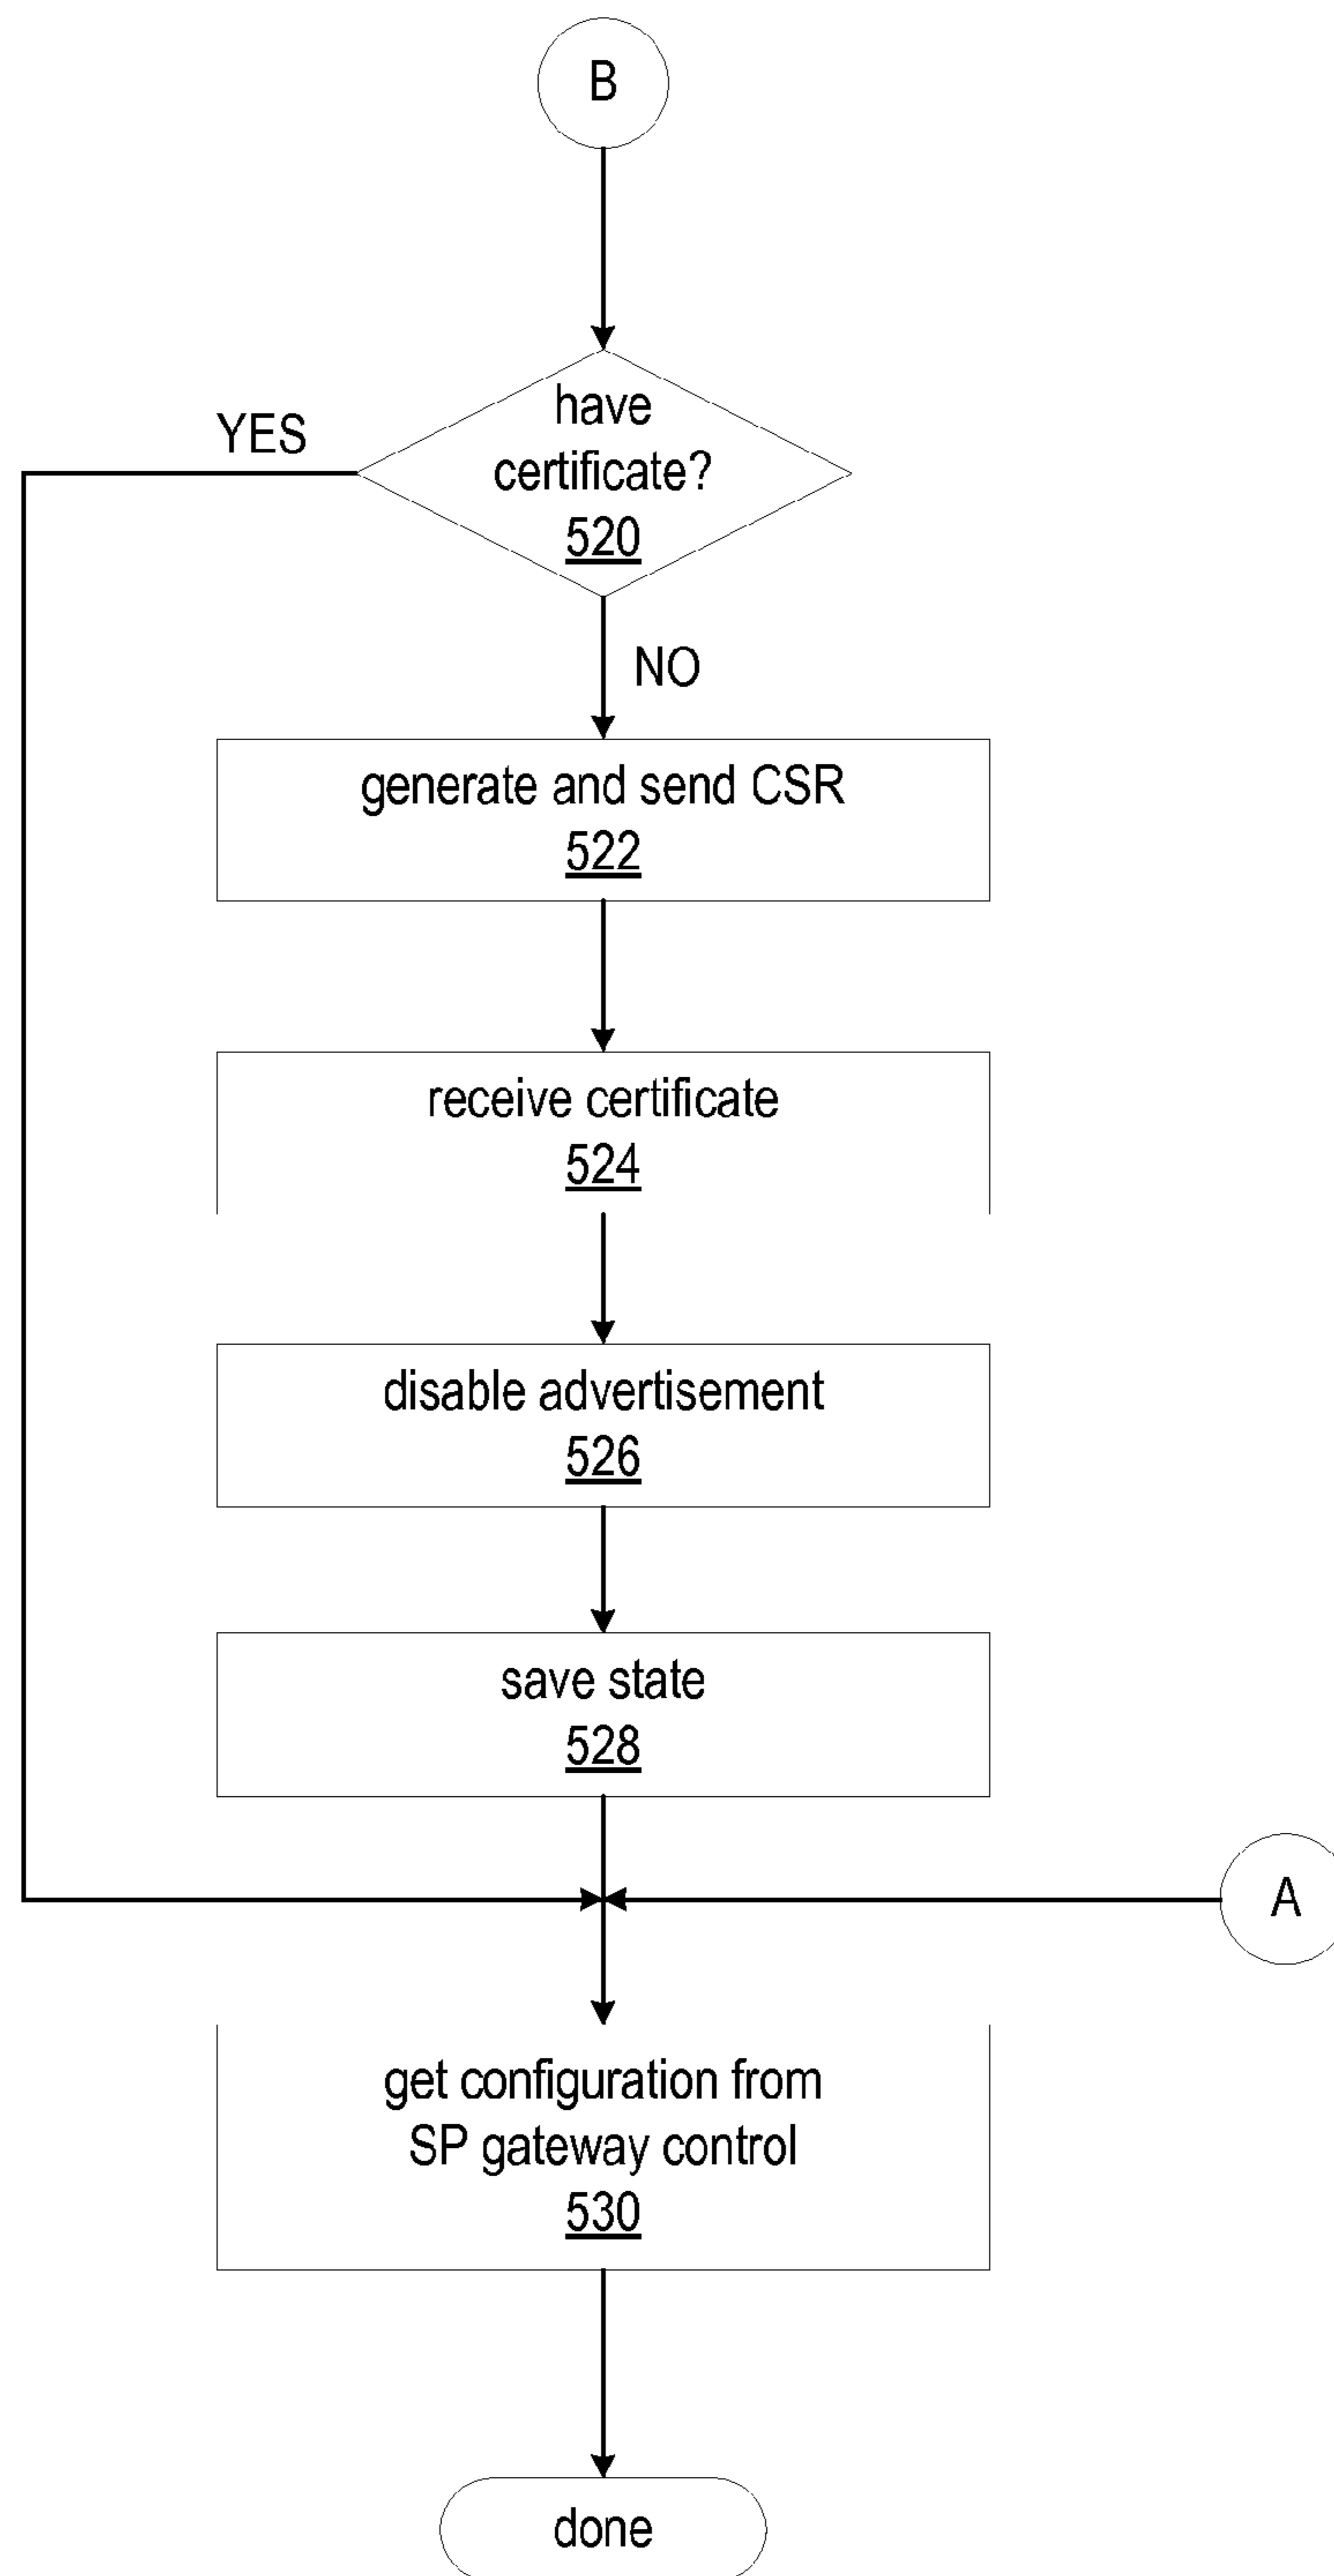 B
have
certificate?
520
YES
NO
generate and send CSR
522
receive certificate
524
disable advertisement
526
save state
528
A
get configuration from
SP gateway control
530
done